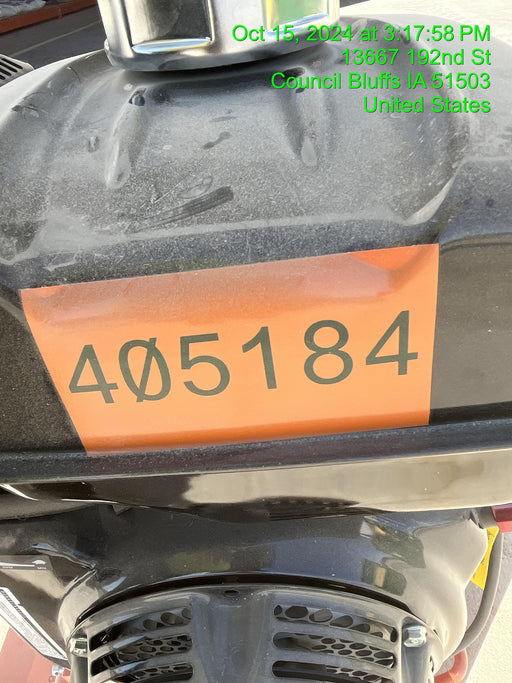 Oct 15, 2024 at 3:17:58 PM
13667 192nd St
Council Bluffs IA 51503
United States
4Ø5184